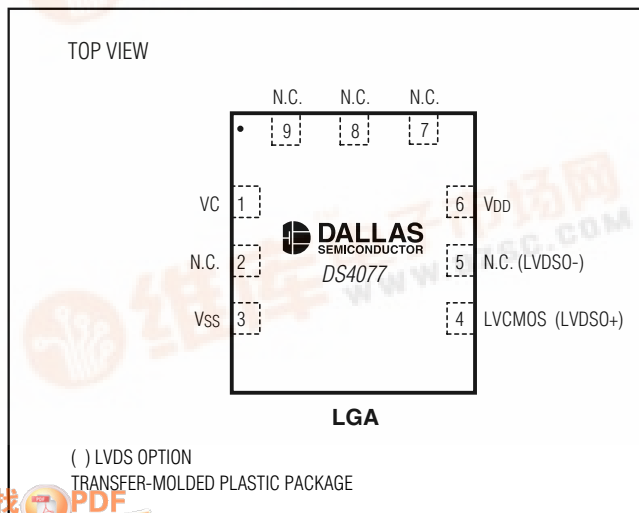 TOP VIEW
N.C. N.C. N.C.
9 8 7
VC 1 6 VDD
DALLAS
SEMICONDUCTOR
N.C. 2 DS4077 5 N.C. (LVDSO-)
VSS 3 4 LVCMOS (LVDSO+)
LGA
( ) LVDS OPTION
TRANSFER-MOLDED PLASTIC PACKAGE
找 PDF